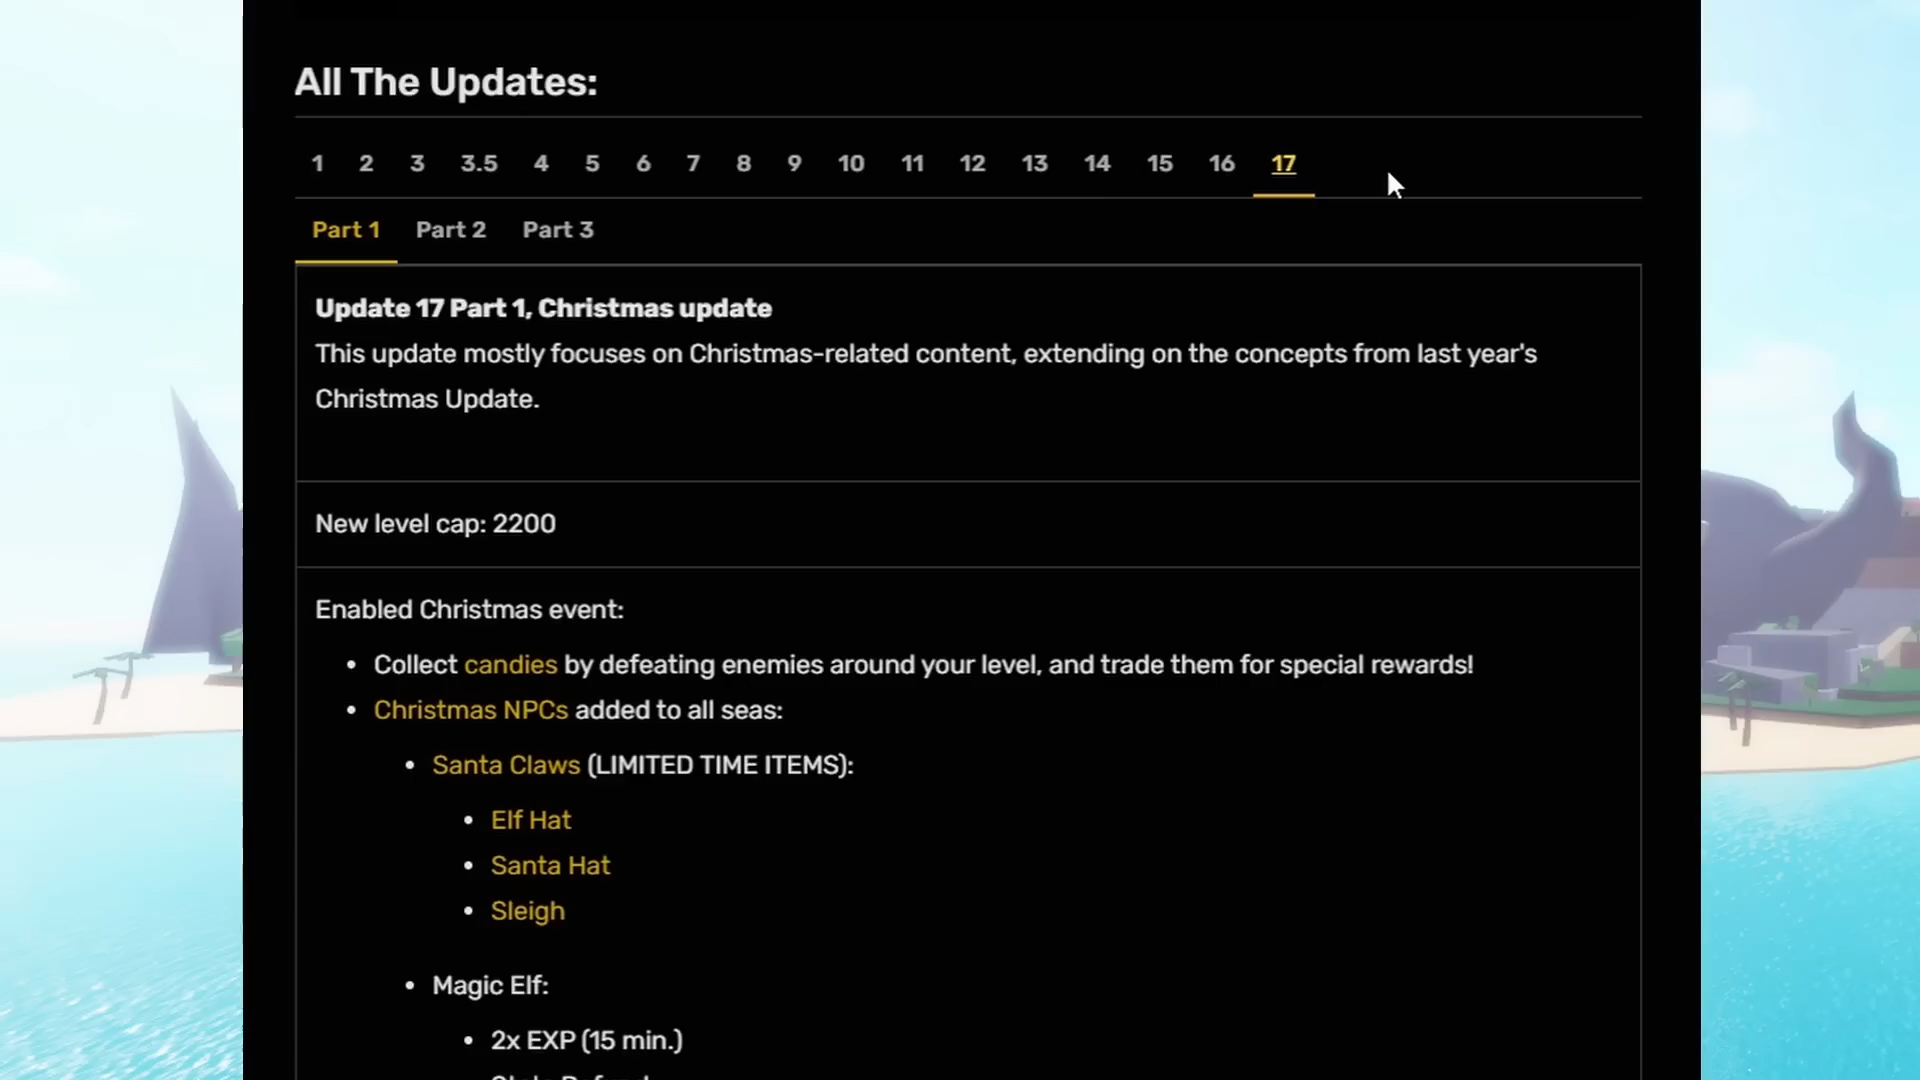 All The Updates:
1 2 3 3.5 4 5 6 7 8 9 10 11 12 13 14 15 16 17
Part 1 Part 2 Part 3
Update 17 Part 1, Christmas update
This update mostly focuses on Christmas-related content, extending on the concepts from last year's
Christmas Update.
New level cap: 2200
Enabled Christmas event:
• Collect candies by defeating enemies around your level, and trade them for special rewards!
• Christmas NPCs added to all seas:
• Santa Claws (LIMITED TIME ITEMS):
• Elf Hat
• Santa Hat
• Sleigh
• Magic Elf:
• 2x EXP (15 min.)